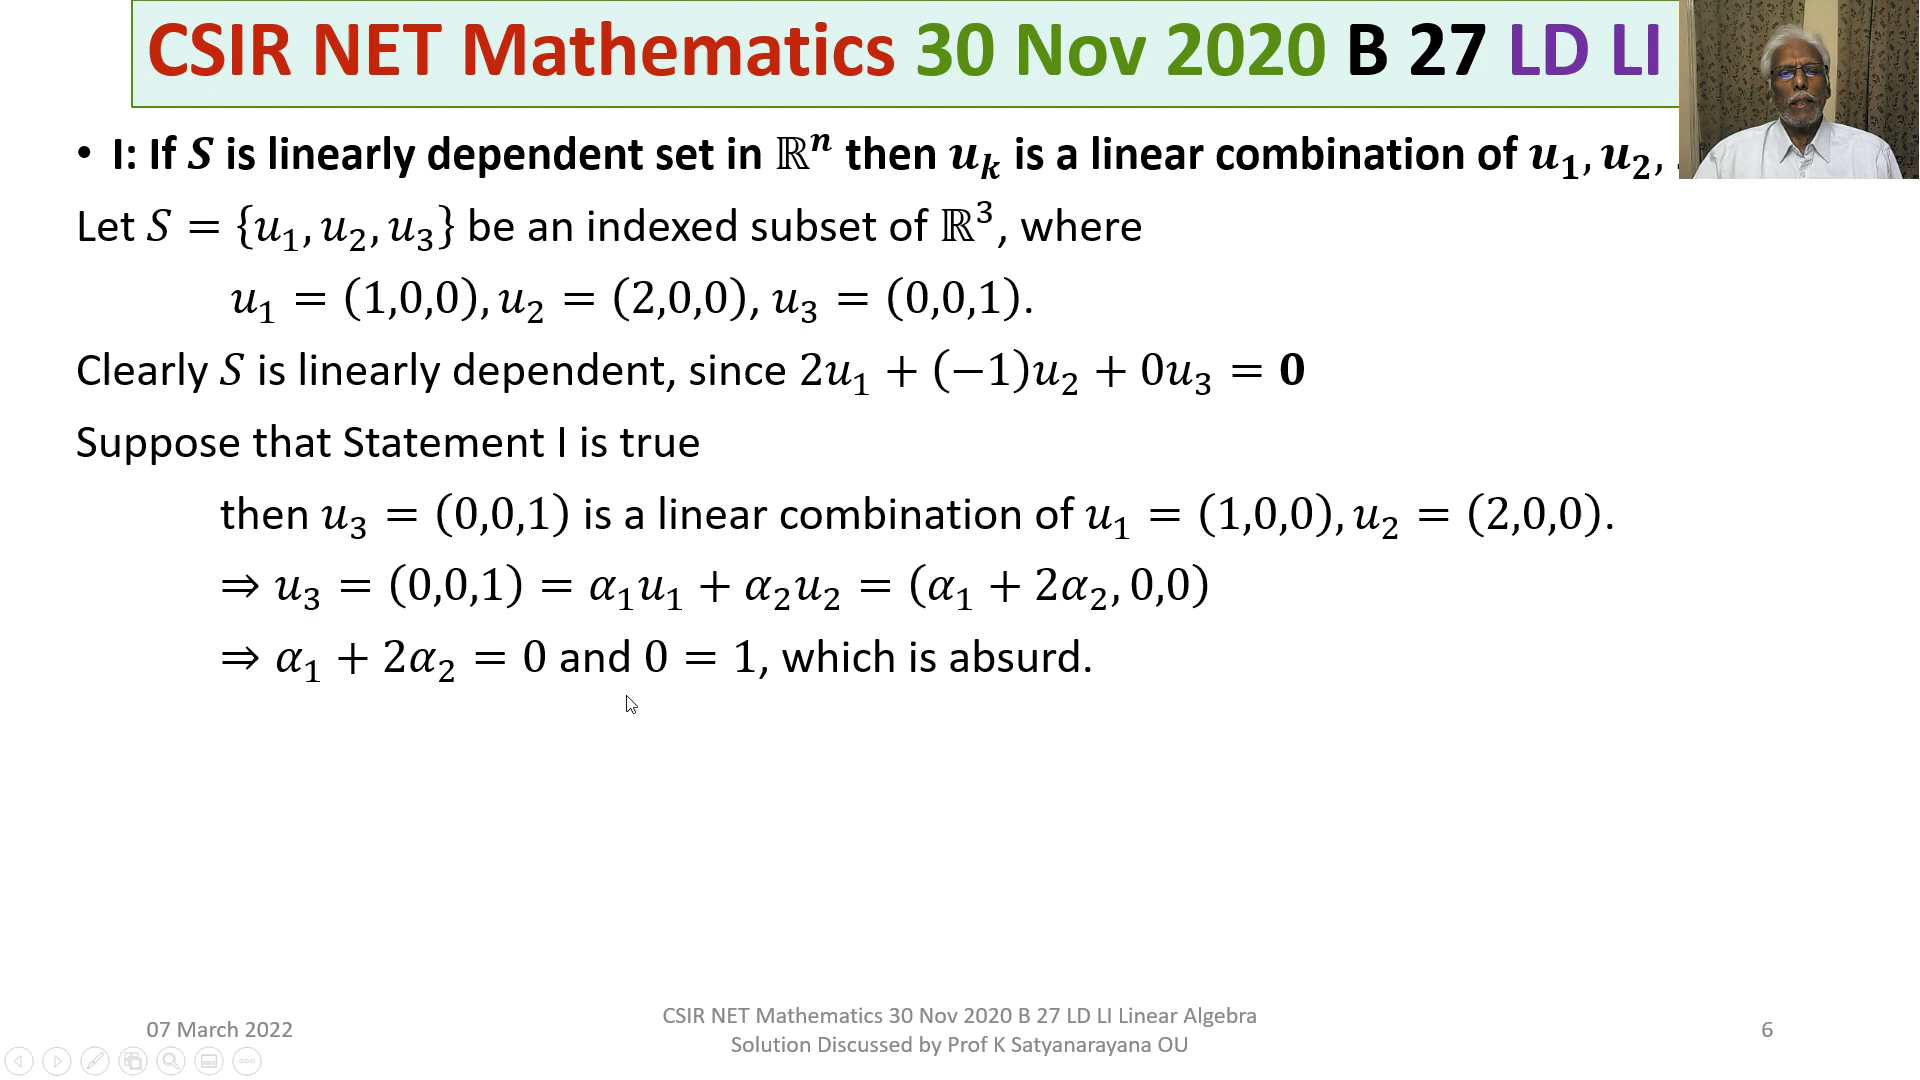 CSIR NET Mathematics 30 Nov 2020 B 27 LD LI
• I: If 𝑺 is linearly dependent set in ℝⁿ then 𝒖ₖ is a linear combination of 𝒖₁, 𝒖₂, .
Let 𝑆 = {𝑢₁, 𝑢₂, 𝑢₃} be an indexed subset of ℝ³, where
𝑢₁ = (1,0,0), 𝑢₂ = (2,0,0), 𝑢₃ = (0,0,1).
Clearly 𝑆 is linearly dependent, since 2𝑢₁ + (−1)𝑢₂ + 0𝑢₃ = 𝟎
Suppose that Statement I is true
then 𝑢₃ = (0,0,1) is a linear combination of 𝑢₁ = (1,0,0), 𝑢₂ = (2,0,0).
⇒ 𝑢₃ = (0,0,1) = 𝛼₁𝑢₁ + 𝛼₂𝑢₂ = (𝛼₁ + 2𝛼₂, 0,0)
⇒ 𝛼₁ + 2𝛼₂ = 0 and 0 = 1, which is absurd.
07 March 2022
CSIR NET Mathematics 30 Nov 2020 B 27 LD LI Linear Algebra
Solution Discussed by Prof K Satyanarayana OU
6